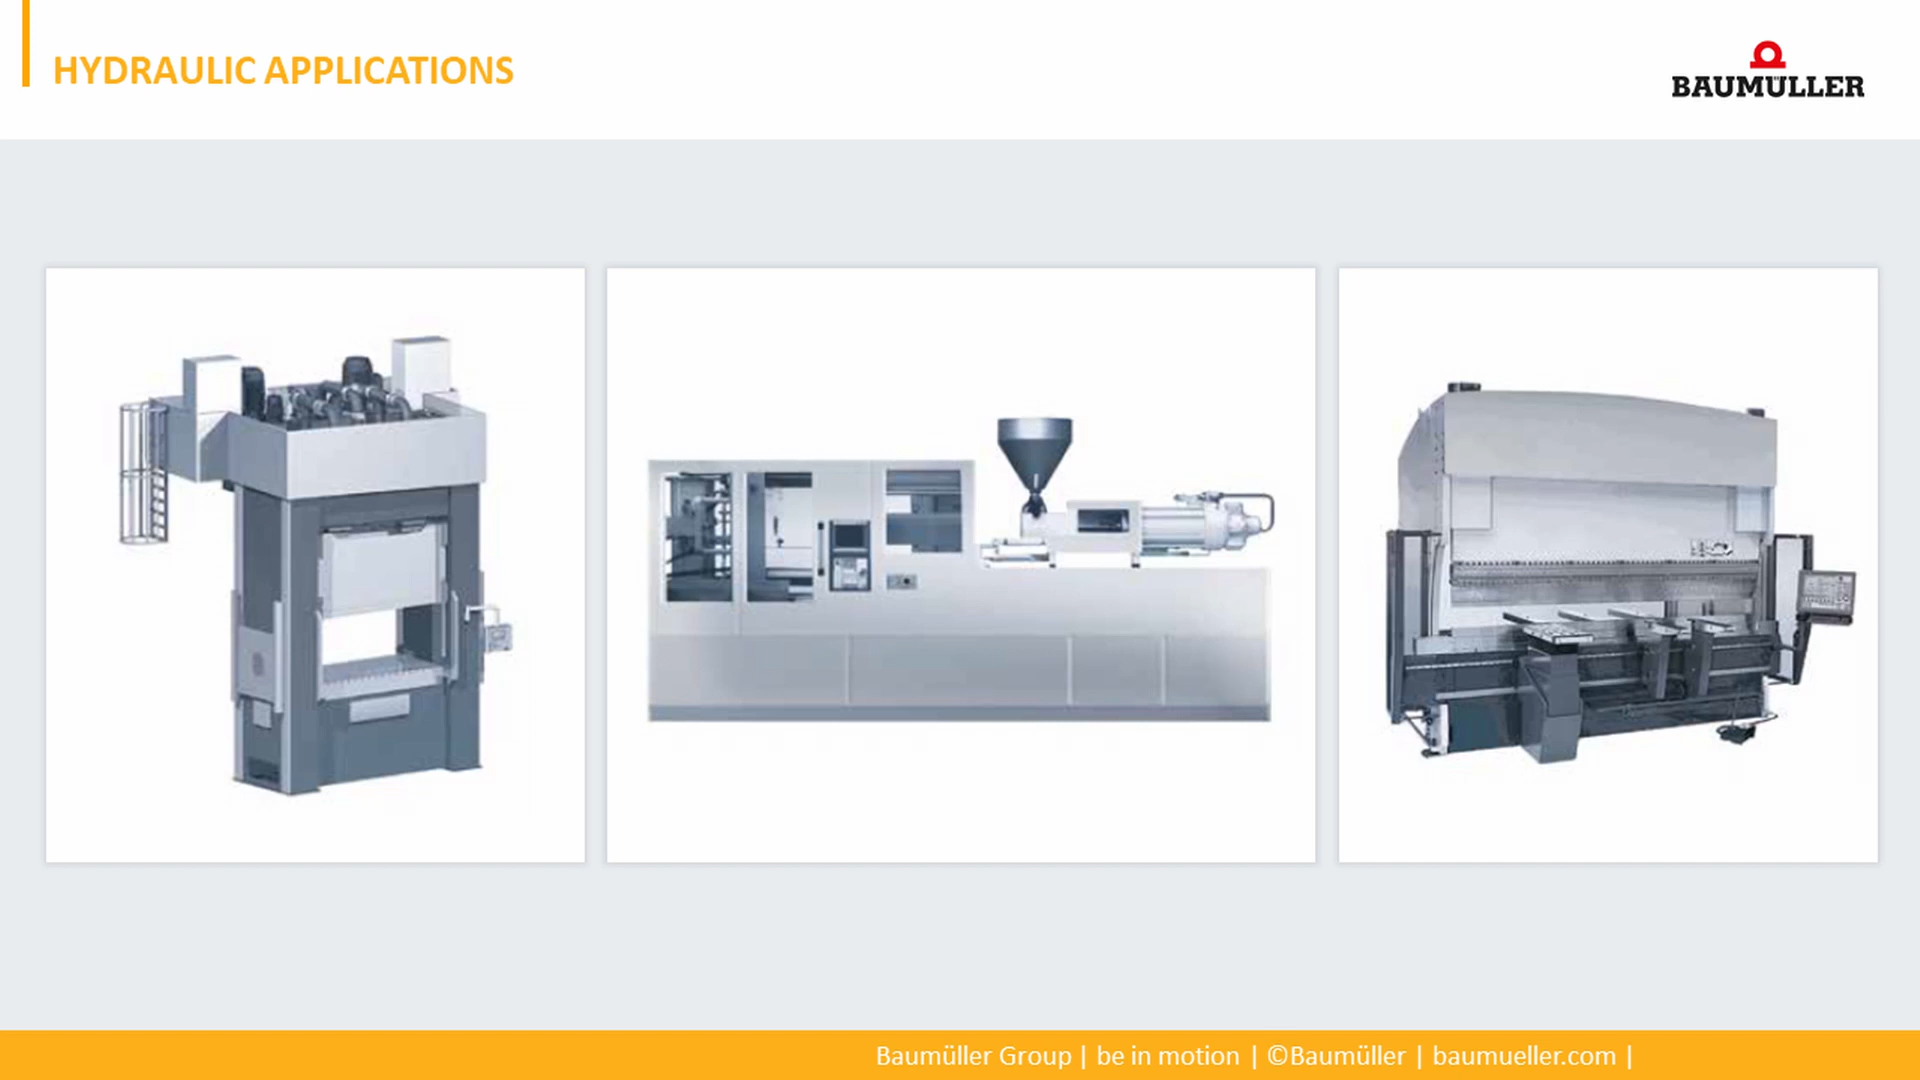 HYDRAULIC APPLICATIONS
BAUMÜLLER
Baumüller Group | be in motion | ©Baumüller | baumueller.com |